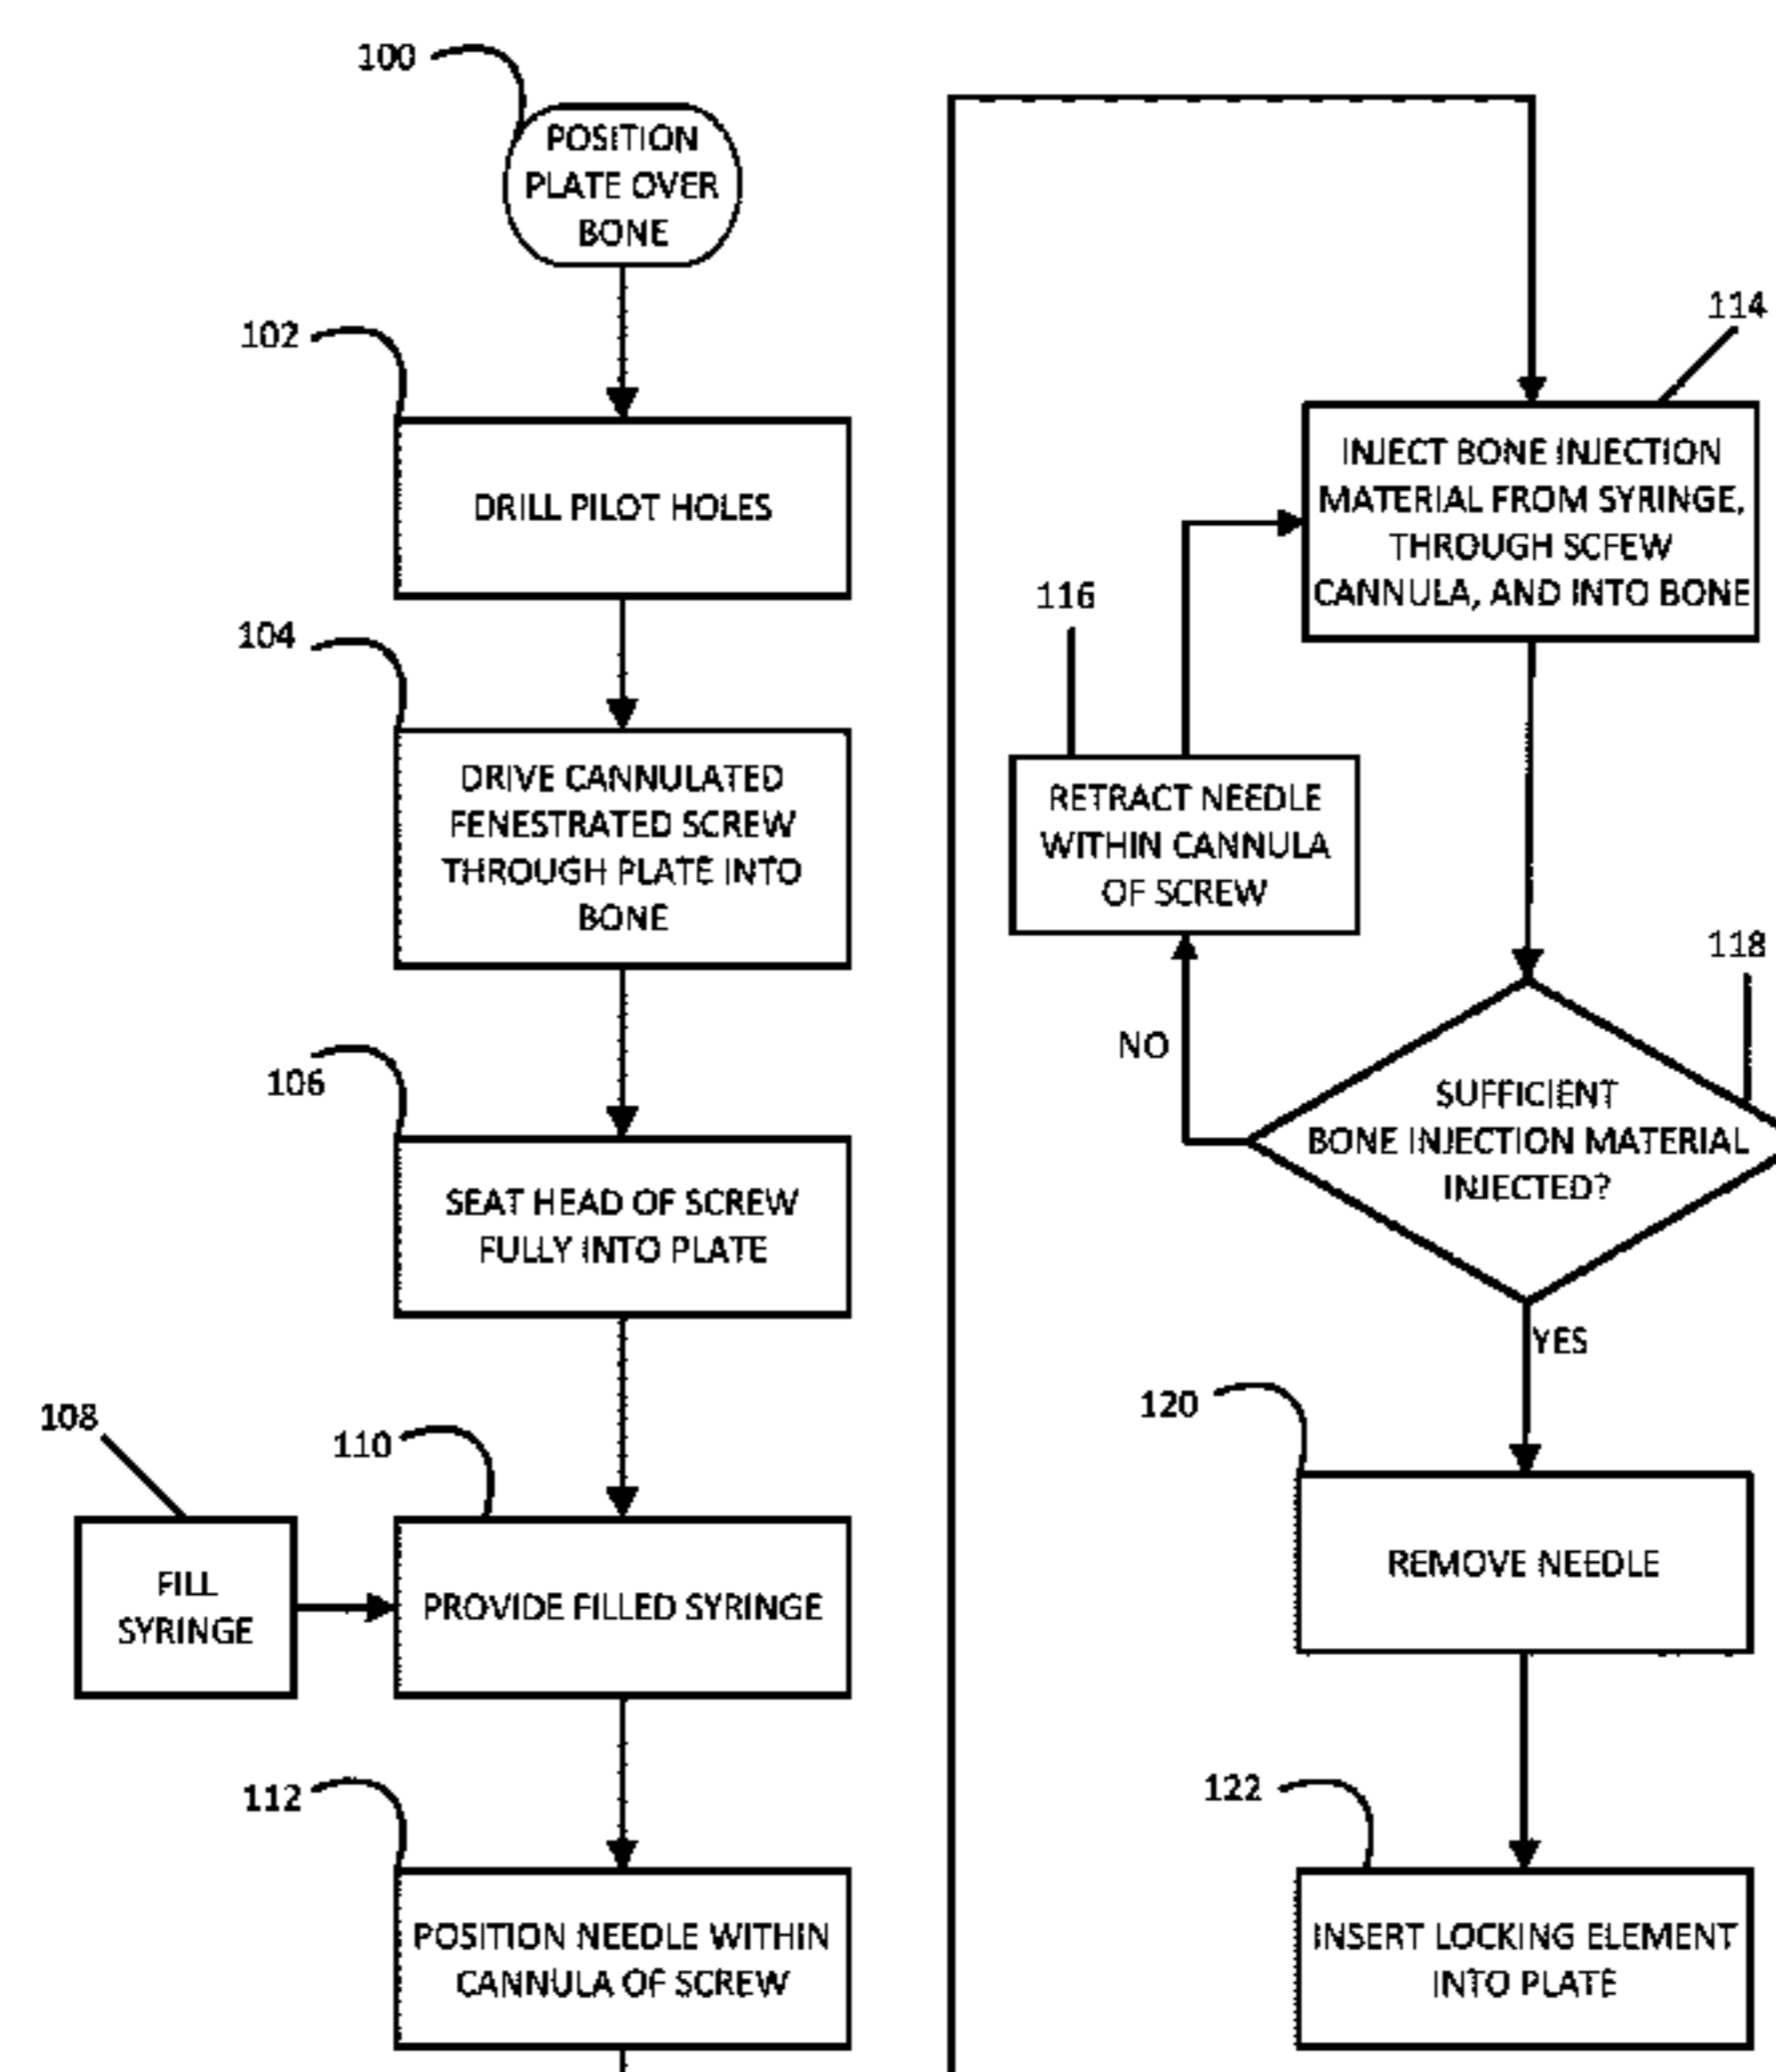 100
POSITION
PLATE OVER
BONE
102
DRILL PILOT HOLES
104
DRIVE CANNULATED
FENESTRATED SCREW
THROUGH PLATE INTO
BONE
106
SEAT HEAD OF SCREW
FULLY INTO PLATE
108
FILL
SYRINGE
110
PROVIDE FILLED SYRINGE
112
POSITION NEEDLE WITHIN
CANNULA OF SCREW
114
INJECT BONE INJECTION
MATERIAL FROM SYRINGE,
THROUGH SCFEW
CANNULA, AND INTO BONE
116
RETRACT NEEDLE
WITHIN CANNULA
OF SCREW
118
NO
SUFFICIENT
BONE INJECTION MATERIAL
INJECTED?
YES
120
REMOVE NEEDLE
122
INSERT LOCKING ELEMENT
INTO PLATE